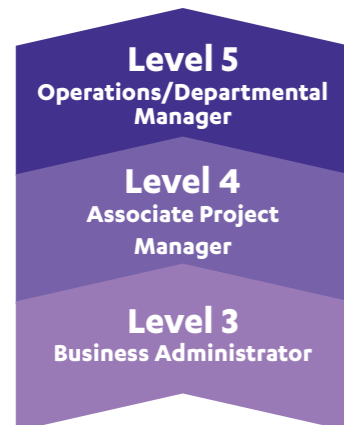 Level 5
Operations/Departmental
Manager
Level 4
Associate Project
Manager
Level 3
Business Administrator